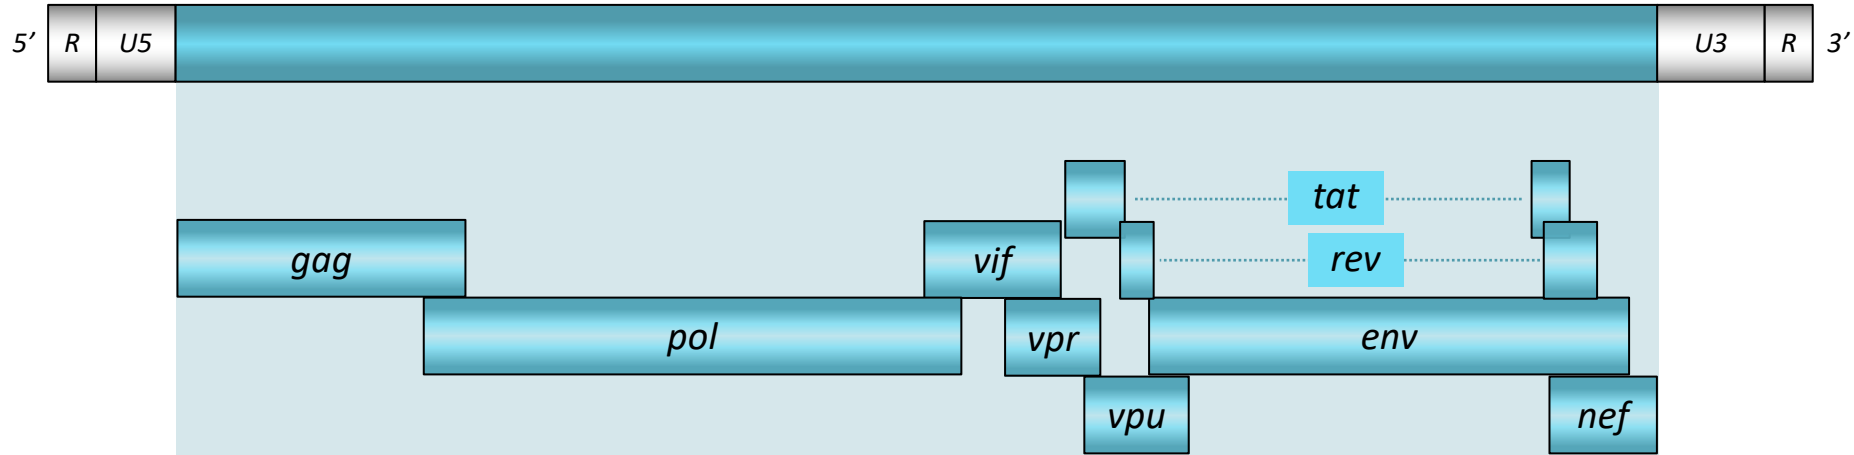 5’ R U5 U3 R 3’
tat
gag vif rev
pol vpr env
vpu nef